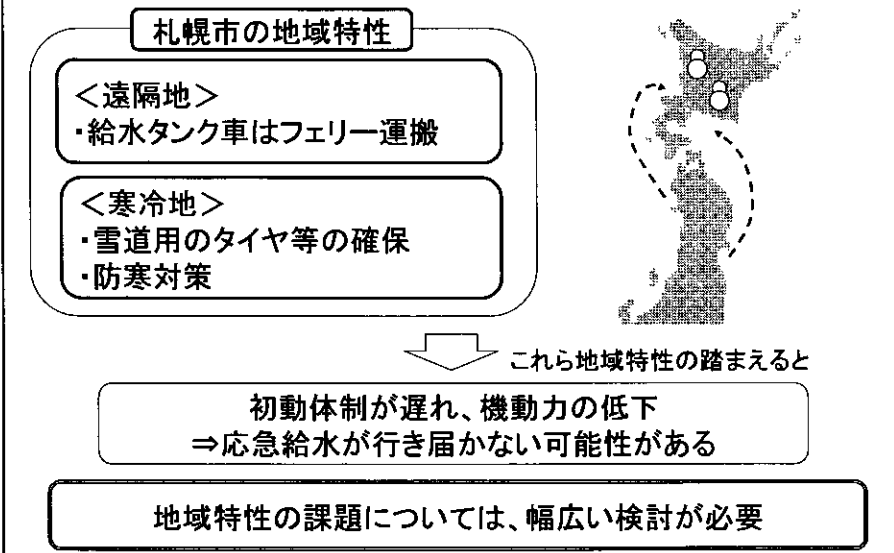 札幌市の地域特性
＜遠隔地＞
・給水タンク車はフェリー運搬
＜寒冷地＞
・雪道用のタイヤ等の確保
・防寒対策
これら地域特性の踏まえると
初動体制が遅れ、機動力の低下
⇒応急給水が行き届かない可能性がある
地域特性の課題については、幅広い検討が必要